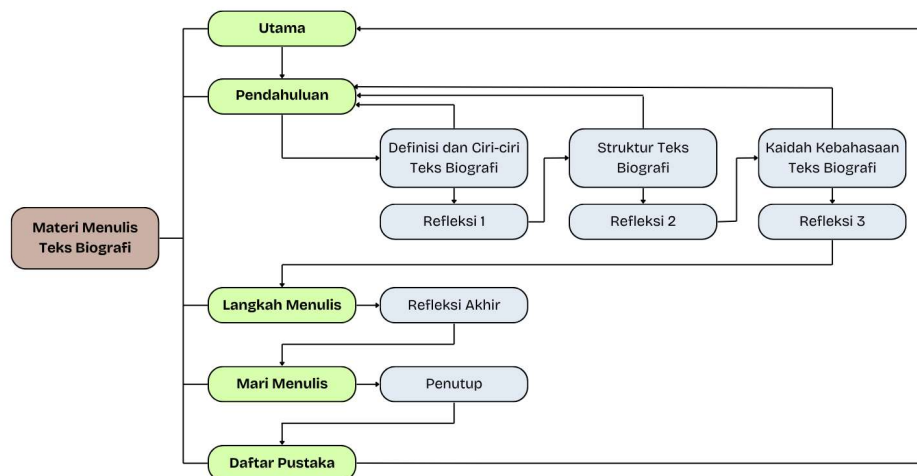 Utama
Pendahuluan
Definisi dan Ciri-ciri
Teks Biografi
Struktur Teks
Biografi
Kaidah Kebahasaan
Teks Biografi
Refleksi 1
Refleksi 2
Refleksi 3
Materi Menulis
Teks Biografi
Langkah Menulis
Refleksi Akhir
Mari Menulis
Penutup
Daftar Pustaka